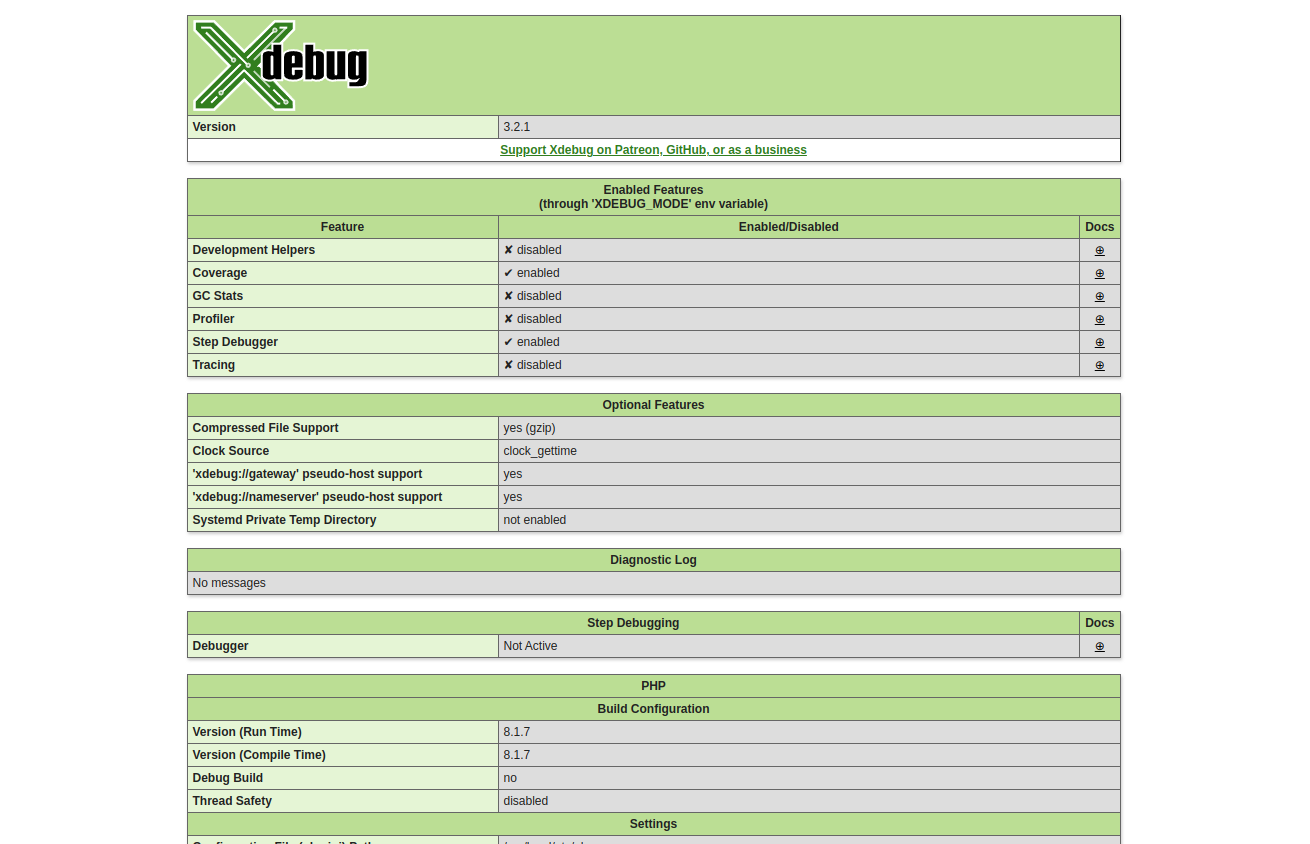 Xdebug
Version 3.2.1
Support Xdebug on Patreon, GitHub, or as a business
Enabled Features
(through 'XDEBUG_MODE' env variable)
Feature Enabled/Disabled Docs
Development Helpers ✘ disabled ⊕
Coverage ✔ enabled ⊕
GC Stats ✘ disabled ⊕
Profiler ✘ disabled ⊕
Step Debugger ✔ enabled ⊕
Tracing ✘ disabled ⊕
Optional Features
Compressed File Support yes (gzip)
Clock Source clock_gettime
'xdebug://gateway' pseudo-host support yes
'xdebug://nameserver' pseudo-host support yes
Systemd Private Temp Directory not enabled
Diagnostic Log
No messages
Step Debugging Docs
Debugger Not Active ⊕
PHP
Build Configuration
Version (Run Time) 8.1.7
Version (Compile Time) 8.1.7
Debug Build no
Thread Safety disabled
Settings